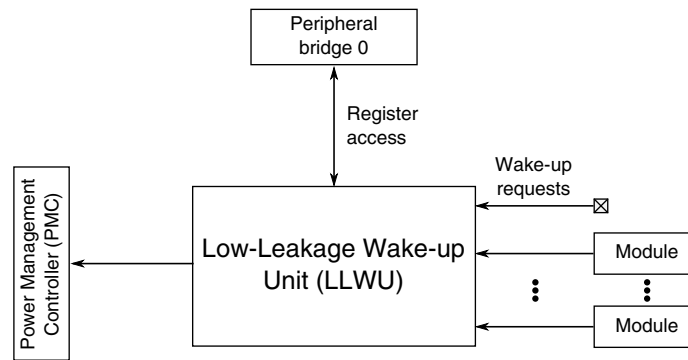 Peripheral
bridge 0
Register
access
Wake-up
requests
Power Management
Controller (PMC)
Low-Leakage Wake-up
Unit (LLWU)
Module
Module